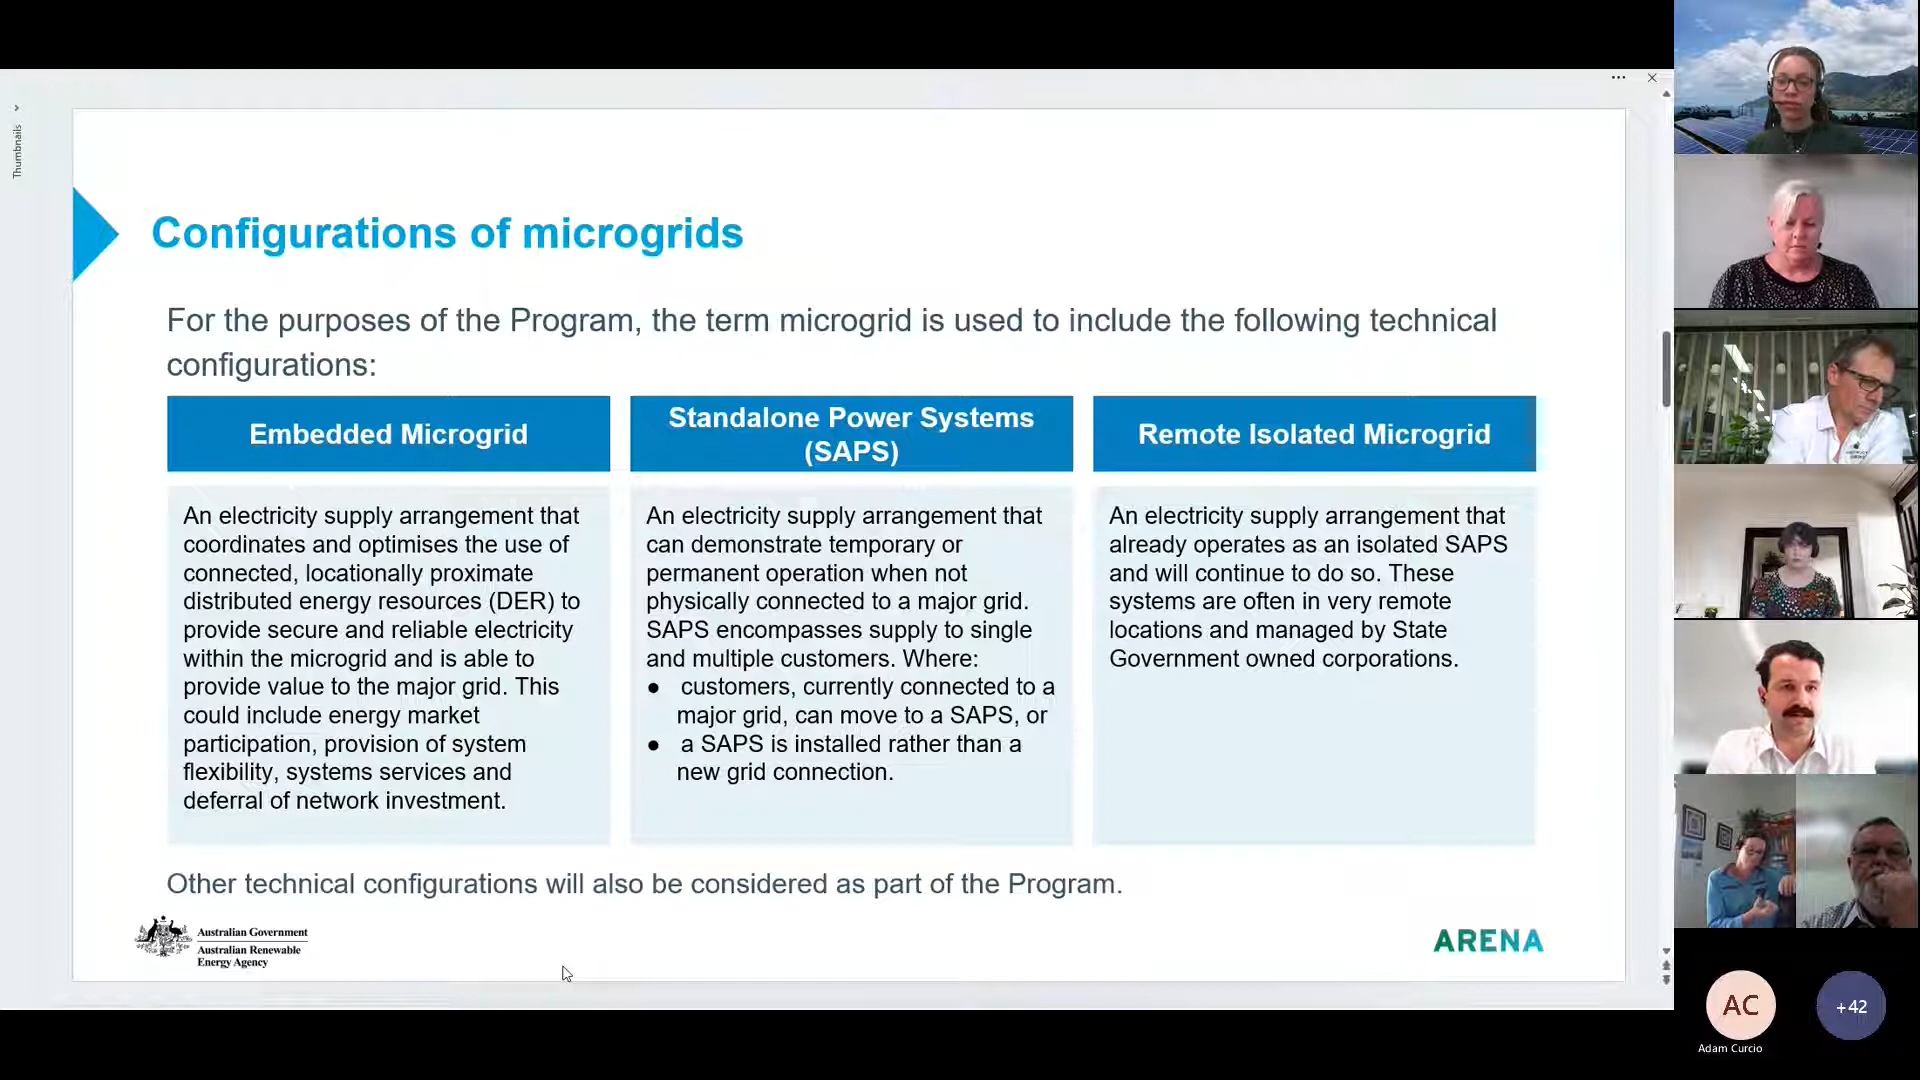 Thumbnails
Configurations of microgrids
For the purposes of the Program, the term microgrid is used to include the following technical
configurations:
Embedded Microgrid
An electricity supply arrangement that
coordinates and optimises the use of
connected, locationally proximate
distributed energy resources (DER) to
provide secure and reliable electricity
within the microgrid and is able to
provide value to the major grid. This
could include energy market
participation, provision of system
flexibility, systems services and
deferral of network investment.
Standalone Power Systems
(SAPS)
An electricity supply arrangement that
can demonstrate temporary or
permanent operation when not
physically connected to a major grid.
SAPS encompasses supply to single
and multiple customers. Where:
● customers, currently connected to a
major grid, can move to a SAPS, or
● a SAPS is installed rather than a
new grid connection.
Remote Isolated Microgrid
An electricity supply arrangement that
already operates as an isolated SAPS
and will continue to do so. These
systems are often in very remote
locations and managed by State
Government owned corporations.
Other technical configurations will also be considered as part of the Program.
Australian Government
Australian Renewable
Energy Agency
ARENA
AC
Adam Curcio
+42